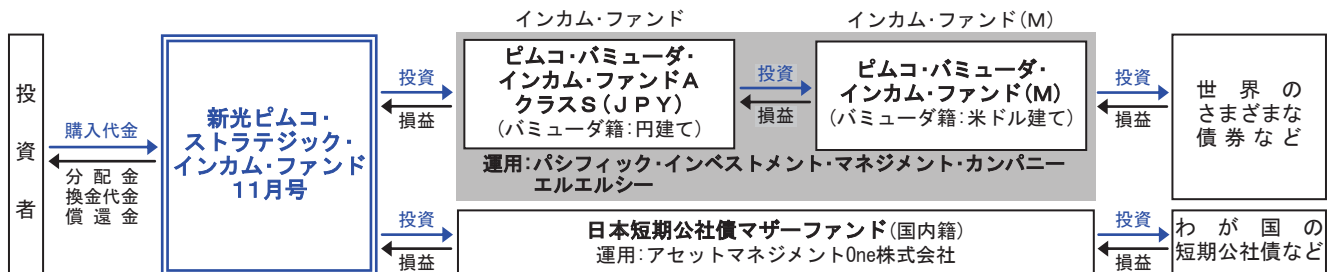 インカム・ファンド
インカム・ファンド(M)
投資者
購入代金
分配金
換金代金
償還金
新光ピムコ・
ストラテジック・
インカム・ファンド
11月号
投資
損益
ピムコ・バミューダ・
インカム・ファンドA
クラスS(JPY)
(バミューダ籍:円建て)
投資
損益
ピムコ・バミューダ・
インカム・ファンド(M)
(バミューダ籍:米ドル建て)
運用:パシフィック・インベストメント・マネジメント・カンパニー
エルエルシー
投資
損益
世界の
さまざまな
債券など
投資
損益
日本短期公社債マザーファンド(国内籍)
運用:アセットマネジメントOne株式会社
投資
損益
わが国の
短期公社債など